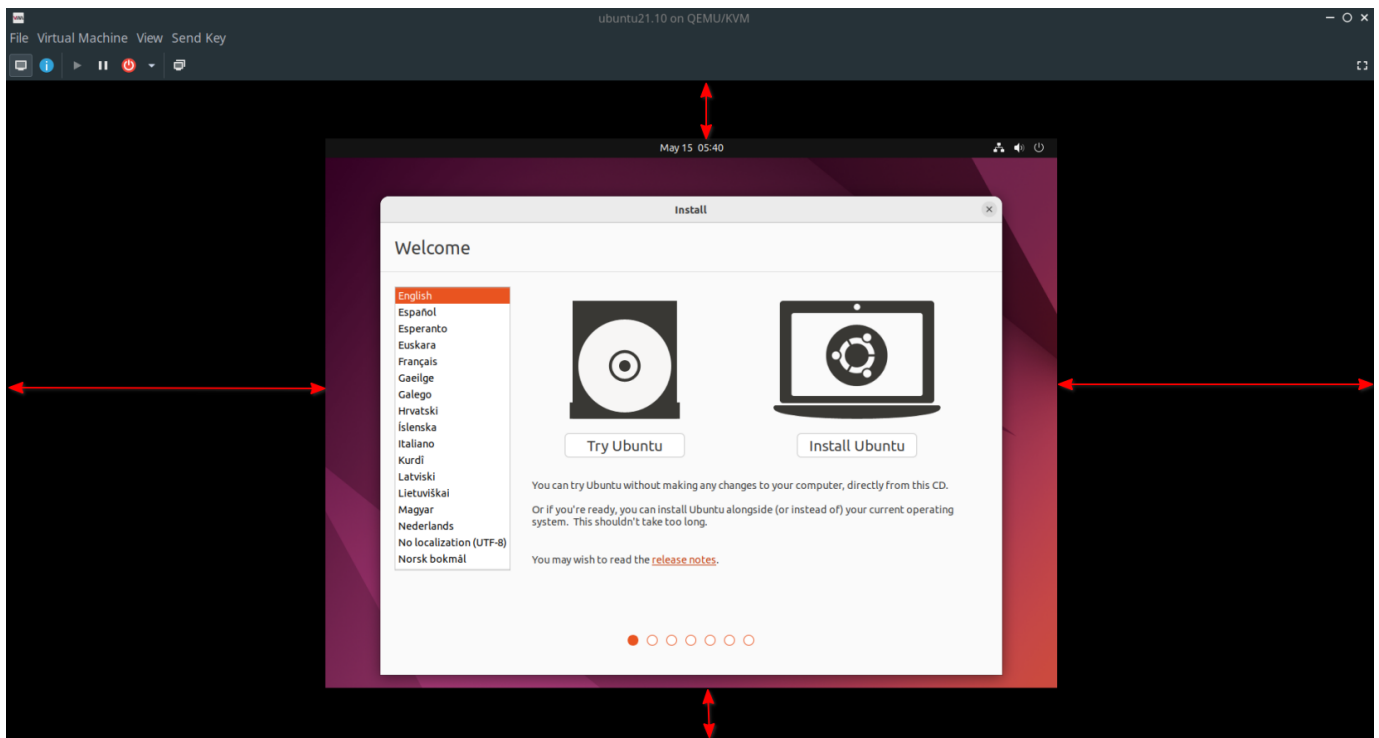 ubuntu21.10 on QEMU/KVM
File Virtual Machine View Send Key
May 15 05:40
Install
Welcome
English
Español
Esperanto
Euskara
Français
Gaeilge
Galego
Hrvatski
Íslenska
Italiano
Kurdî
Latviski
Lietuviškai
Magyar
Nederlands
No localization (UTF-8)
Norsk bokmål
Try Ubuntu
Install Ubuntu
You can try Ubuntu without making any changes to your computer, directly from this CD.
Or if you're ready, you can install Ubuntu alongside (or instead of) your current operating
system. This shouldn't take too long.
You may wish to read the release notes.